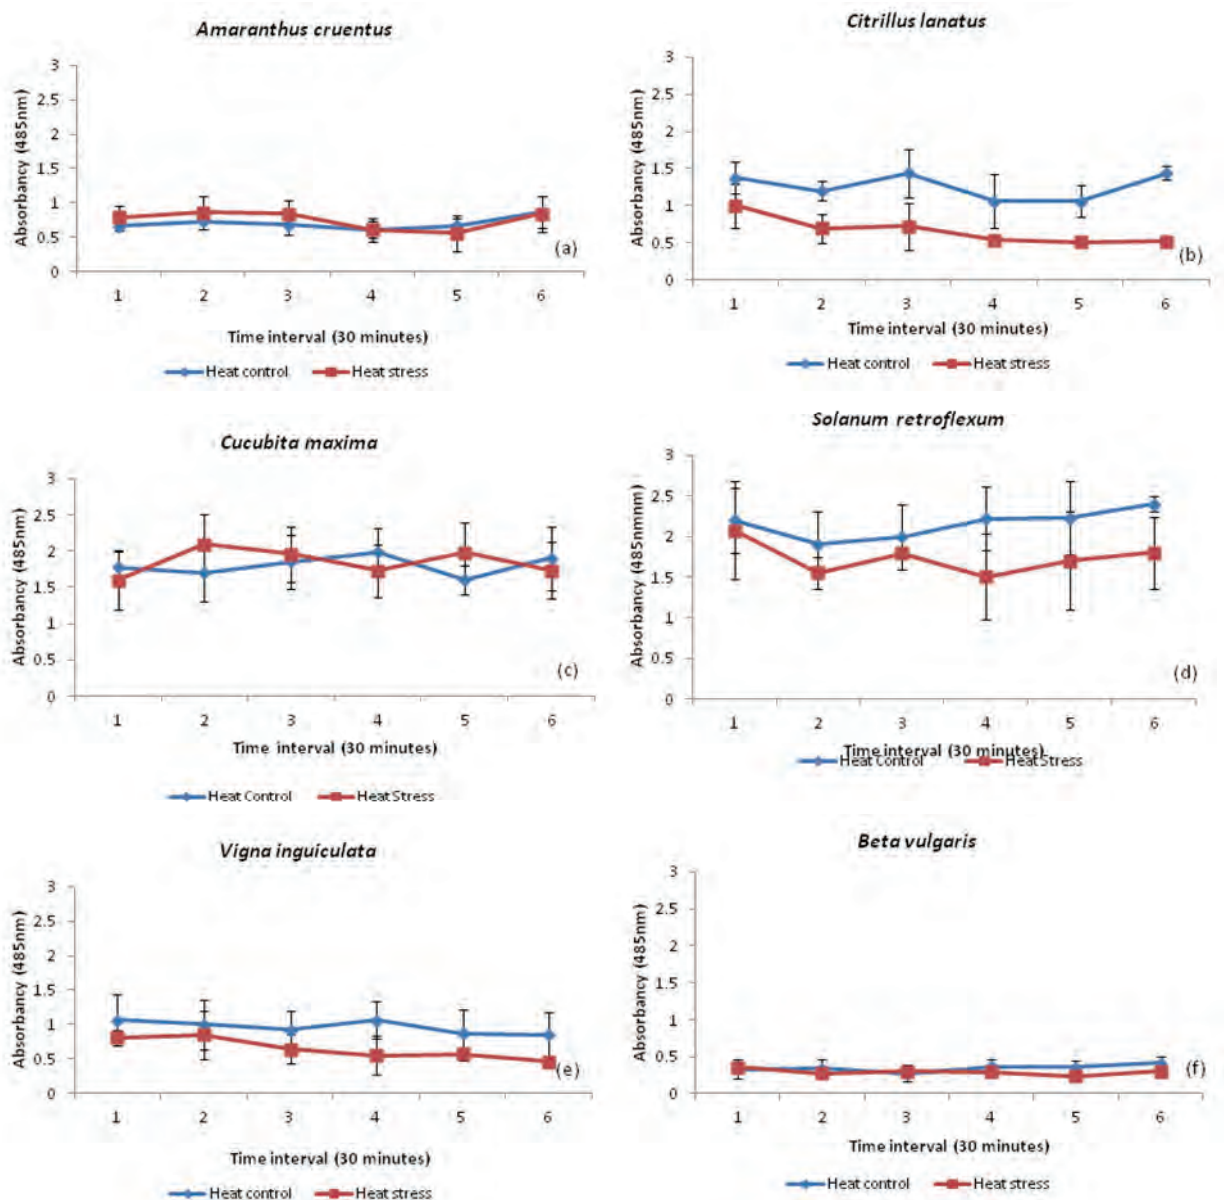 Amaranthus cruentus
3
2.5
2
1.5
1
0.5
0
Absorbancy (485nm)
(a)
1 2 3 4 5 6
Time interval (30 minutes)
Heat control Heat stress
Citrillus lanatus
3
2.5
2
1.5
1
0.5
0
Absorbancy (485nm)
(b)
1 2 3 4 5 6
Time interval (30 minutes)
Heat control Heat stress
Cucubita maxima
3
2.5
2
1.5
1
0.5
0
Absorbancy (485nm)
(c)
1 2 3 4 5 6
Time interval (30 minutes)
Heat Control Heat Stress
Solanum retroflexum
3
2.5
2
1.5
1
0.5
0
Absorbancy (485nmnm)
(d)
1 2 3 4 5 6
Time interval (30 minutes)
Heat Control Heat Stress
Vigna inguiculata
3
2.5
2
1.5
1
0.5
0
Absorbancy (485nm)
(e)
1 2 3 4 5 6
Time interval (30 minutes)
Heat control Heat stress
Beta vulgaris
3
2.5
2
1.5
1
0.5
0
Absorbancy (485nm)
(f)
1 2 3 4 5 6
Time interval (30 minutes)
Heat control Heat stress